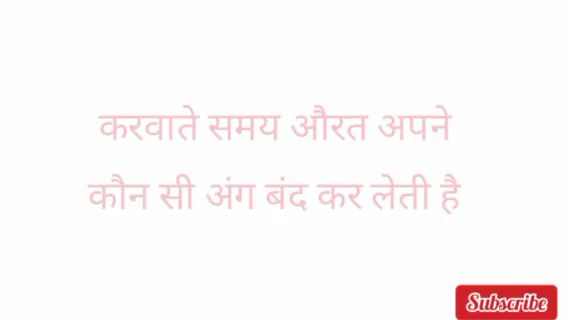 करवाते समय औरत अपने
कौन सी अंग बंद कर लेती है
Subscribe